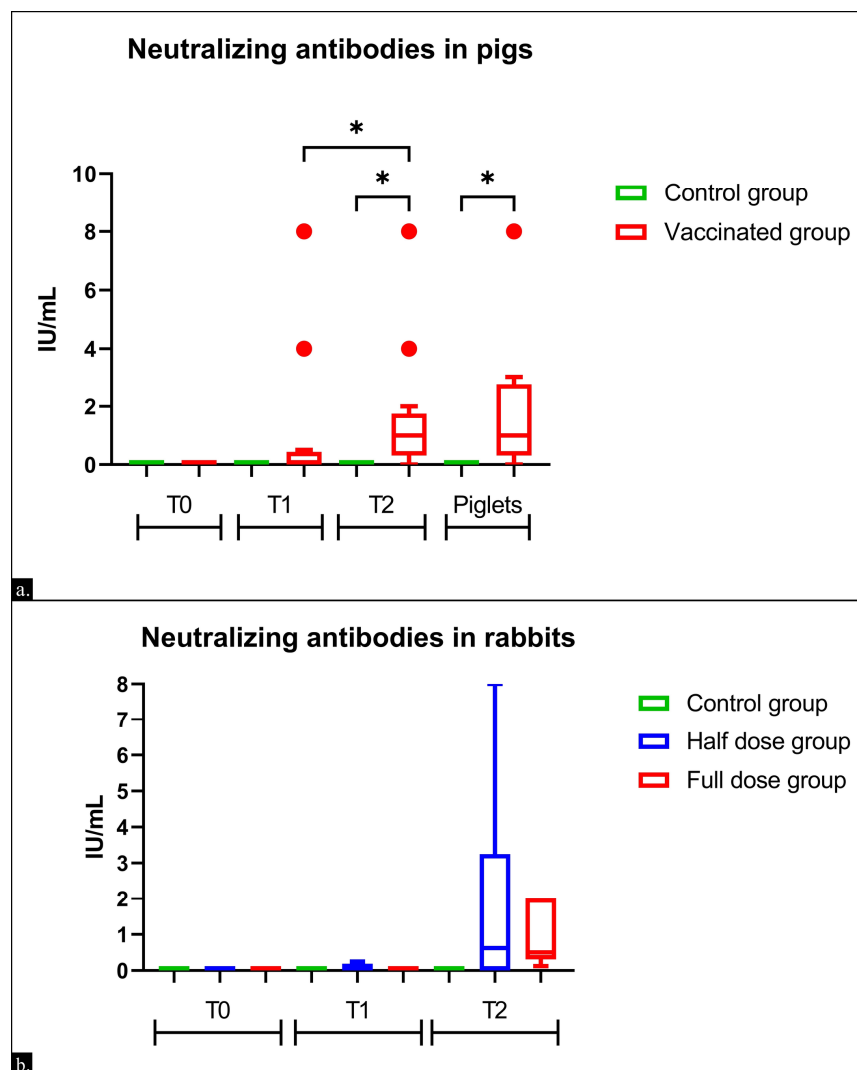 Neutralizing antibodies in pigs
*
*
*
10
8
6
4
2
0
IU/mL
Control group
Vaccinated group
T0 T1 T2 Piglets
a.
Neutralizing antibodies in rabbits
8
7
6
5
4
3
2
1
0
IU/mL
Control group
Half dose group
Full dose group
T0 T1 T2
b.